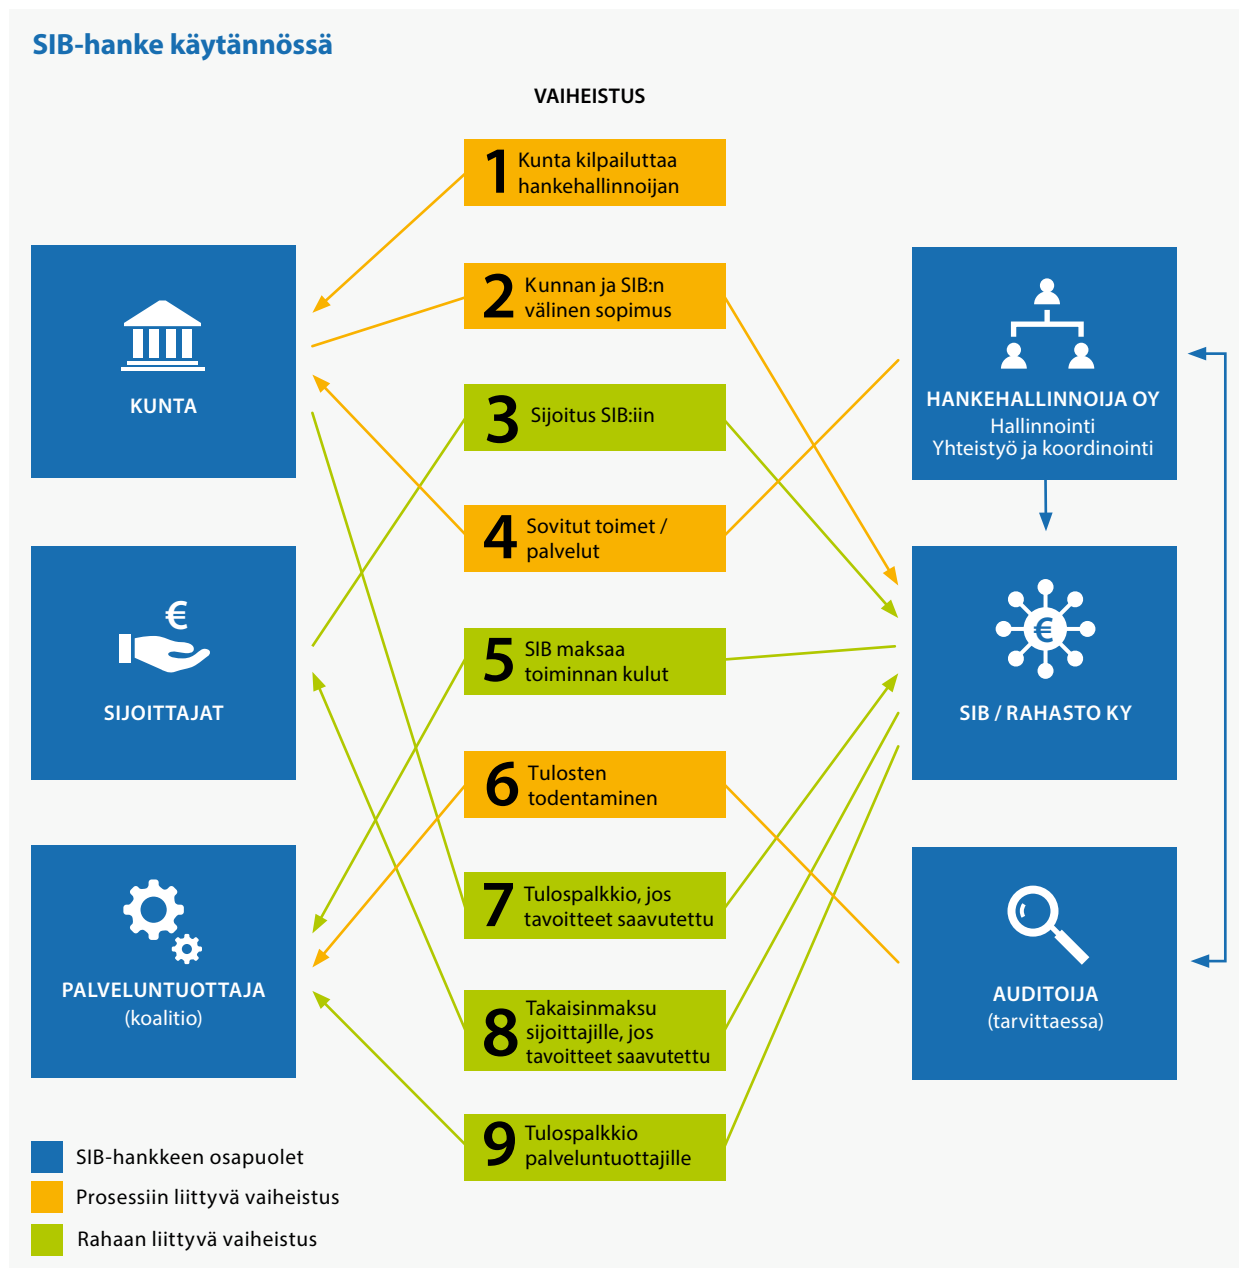 SIB-hanke käytännössä
VAIHEISTUS
1 Kunta kilpailuttaa
hankehallinnoijan
2 Kunnan ja SIB:n
välinen sopimus
3 Sijoitus SIB:iin
4 Sovitut toimet /
palvelut
5 SIB maksaa
toiminnan kulut
6 Tulosten
todentaminen
7 Tulospalkkio, jos
tavoitteet saavutettu
8 Takaisinmaksu
sijoittajille, jos
tavoitteet saavutettu
9 Tulospalkkio
palveluntuottajille
KUNTA
€
SIJOITTAJAT
PALVELUNTUOTTAJA
(koalitio)
HANKEHALLINNOIJA OY
Hallinnointi
Yhteistyö ja koordinointi
€
SIB / RAHASTO KY
AUDITOIJA
(tarvittaessa)
SIB-hankkeen osapuolet
Prosessiin liittyvä vaiheistus
Rahaan liittyvä vaiheistus